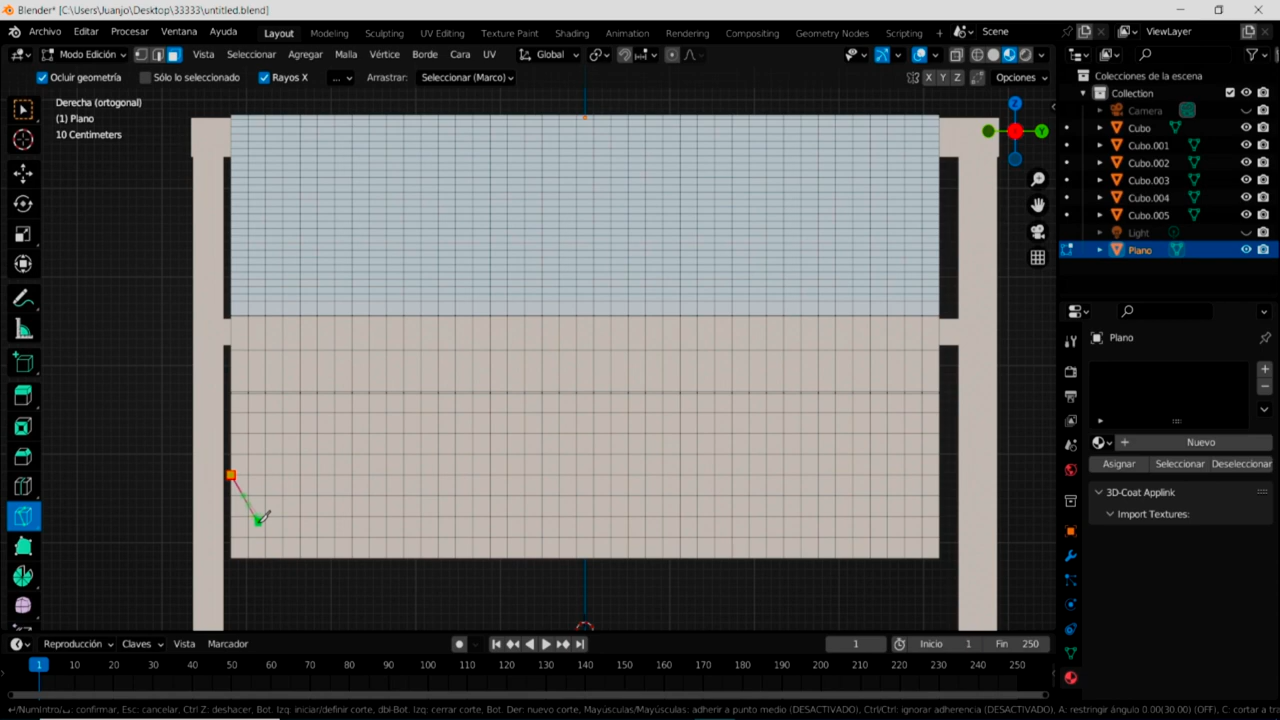 Blender* [C:\Users\Juanjo\Desktop\33333\untitled.blend]
Archivo Editar Procesar Ventana Ayuda Layout Modeling Sculpting UV Editing Texture Paint Shading Animation Rendering Compositing Geometry Nodes Scripting + Scene ViewLayer
Modo Edición Vista Seleccionar Agregar Malla Vértice Borde Cara UV Global
Ocluir geometría Sólo lo seleccionado Rayos X ... Arrastrar: Seleccionar (Marco) X Y Z Opciones
Derecha (ortogonal)
(1) Plano
10 Centimeters
Z
Y
Colecciones de la escena
Collection
Camera
Cubo
Cubo.001
Cubo.002
Cubo.003
Cubo.004
Cubo.005
Light
Plano
Plano
Nuevo
Asignar Seleccionar Deseleccionar
3D-Coat Applink
Import Textures:
Reproducción Claves Vista Marcador 1 Inicio 1 Fin 250
1 10 20 30 40 50 60 70 80 90 100 110 120 130 140 150 160 170 180 190 200 210 220 230 240 250
/NumIntro/ : confirmar, Esc: cancelar, Ctrl Z: deshacer, Bot. Izq: iniciar/definir corte, dbl-Bot. Izq: cerrar corte, Bot. Der: nuevo corte, Mayúsculas/Mayúsculas: adherir a punto medio (DESACTIVADO), Ctrl/Ctrl: ignorar adherencia (DESACTIVADO), A: restringir ángulo 0.00(30.00) (OFF), C: cortar a tra